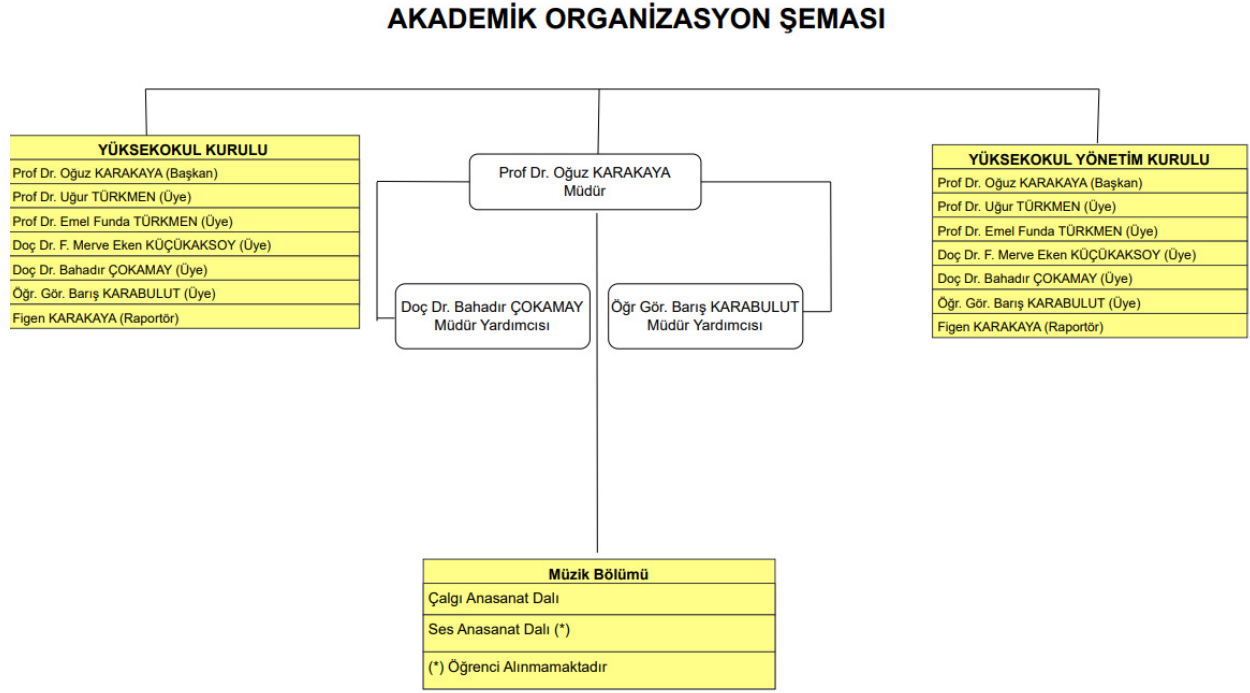 AKADEMİK ORGANİZASYON ŞEMASI
YÜKSEKOKUL KURULU
Prof Dr. Oğuz KARAKAYA (Başkan)
Prof Dr. Uğur TÜRKMEN (Üye)
Prof Dr. Emel Funda TÜRKMEN (Üye)
Doç Dr. F. Merve Eken KÜÇÜKAKSOY (Üye)
Doç Dr. Bahadır ÇOKAMAY (Üye)
Öğr. Gör. Barış KARABULUT (Üye)
Figen KARAKAYA (Raportör)
Prof Dr. Oğuz KARAKAYA
Müdür
Doç Dr. Bahadır ÇOKAMAY
Müdür Yardımcısı
Öğr Gör. Barış KARABULUT
Müdür Yardımcısı
YÜKSEKOKUL YÖNETİM KURULU
Prof Dr. Oğuz KARAKAYA (Başkan)
Prof Dr. Uğur TÜRKMEN (Üye)
Prof Dr. Emel Funda TÜRKMEN (Üye)
Doç Dr. F. Merve Eken KÜÇÜKAKSOY (Üye)
Doç Dr. Bahadır ÇOKAMAY (Üye)
Öğr. Gör. Barış KARABULUT (Üye)
Figen KARAKAYA (Raportör)
Müzik Bölümü
Çalgı Anasanat Dalı
Ses Anasanat Dalı (*)
(*) Öğrenci Alınmamaktadır